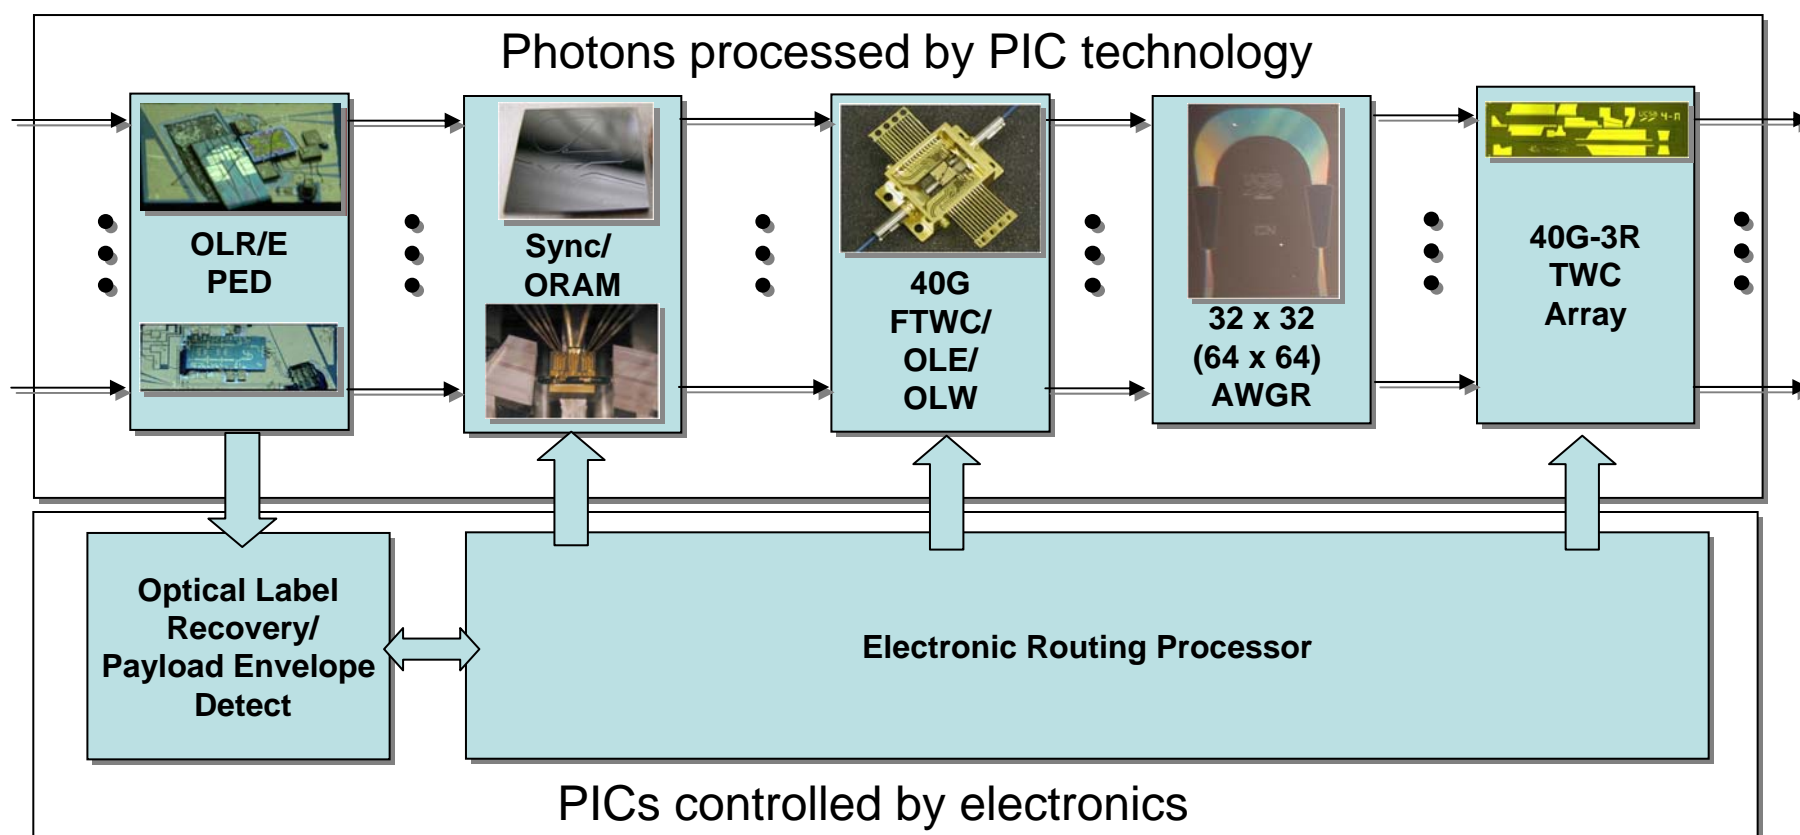 Photons processed by PIC technology
OLR/E
PED
Sync/
ORAM
40G
FTWC/
OLE/
OLW
32 x 32
(64 x 64)
AWGR
UCSB
40G-3R
TWC
Array
Optical Label
Recovery/
Payload Envelope
Detect
Electronic Routing Processor
PICs controlled by electronics